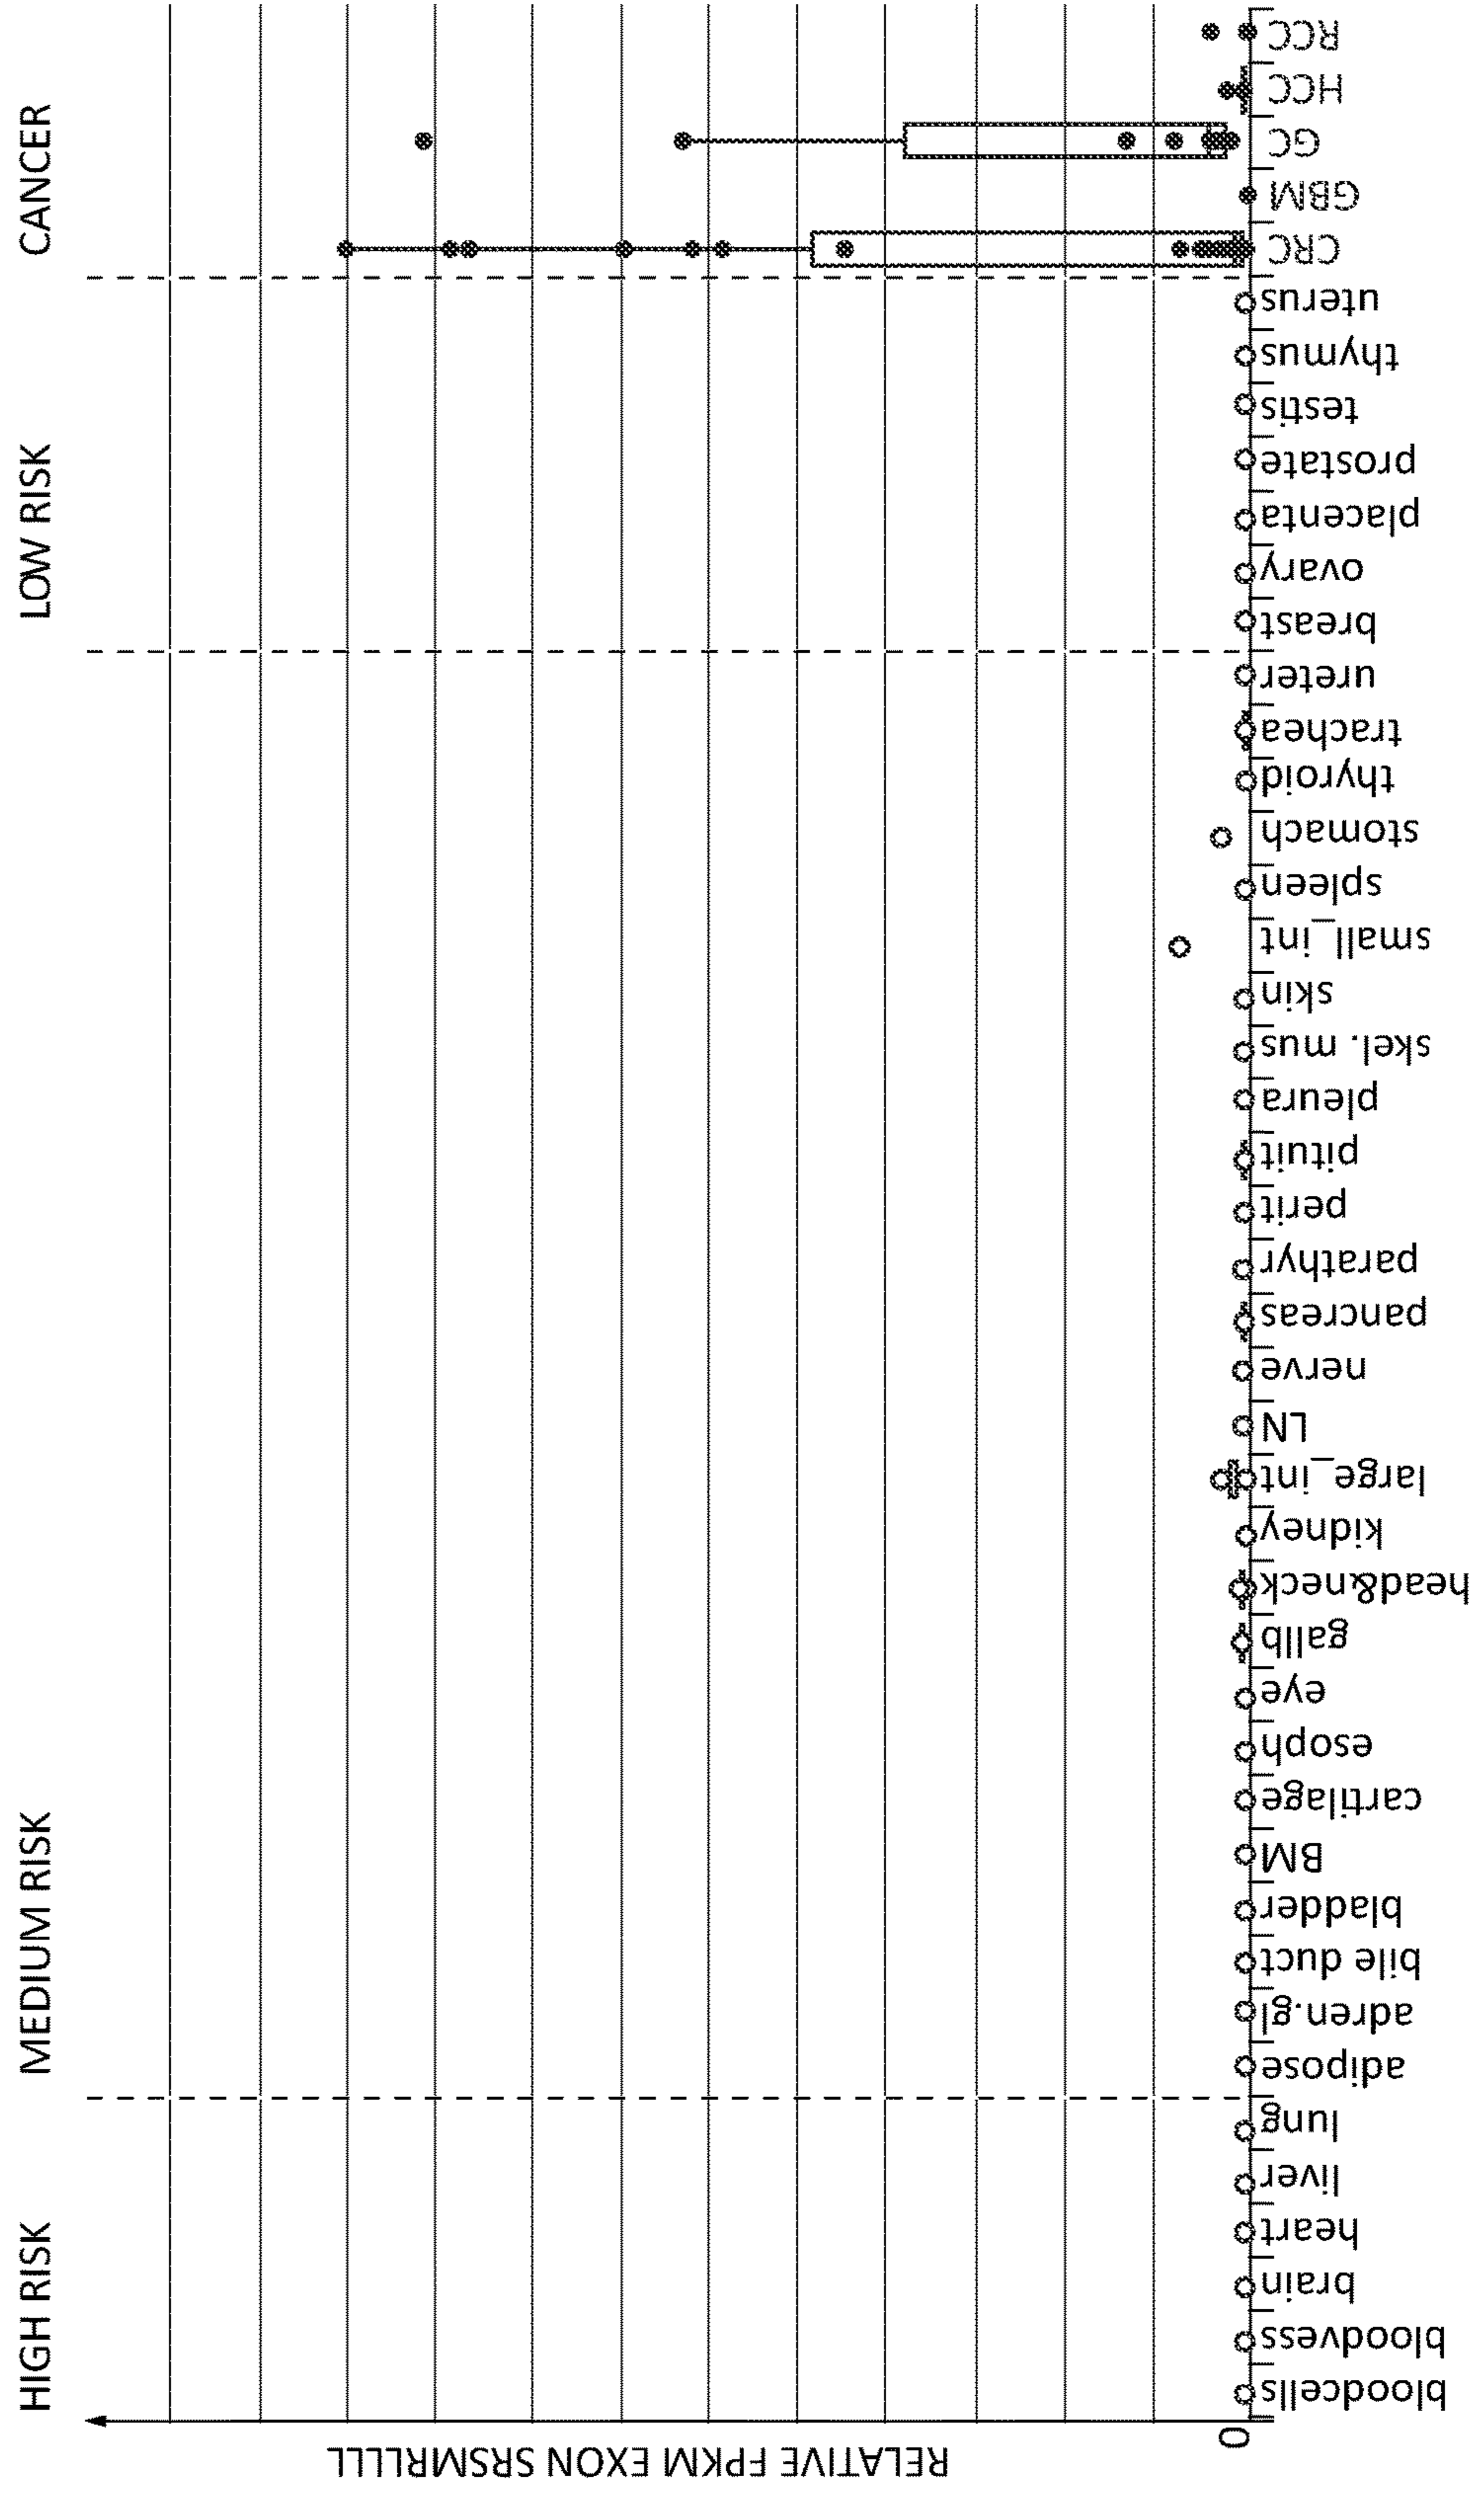 HIGH RISK
MEDIUM RISK
LOW RISK
CANCER
RELATIVE FPKM EXON SRSMRLLLL
0
bloodcells
bloodvess
brain
heart
liver
lung
adipose
adren.gl
bile duct
bladder
BM
cartilage
esoph
eye
gallb
head&neck
kidney
large_int
LN
nerve
pancreas
parathyr
perit
pituit
pleura
skel. mus
skin
small_int
spleen
stomach
thyroid
trachea
ureter
breast
ovary
placenta
prostate
testis
thymus
uterus
CRC
GBM
GC
HCC
RCC